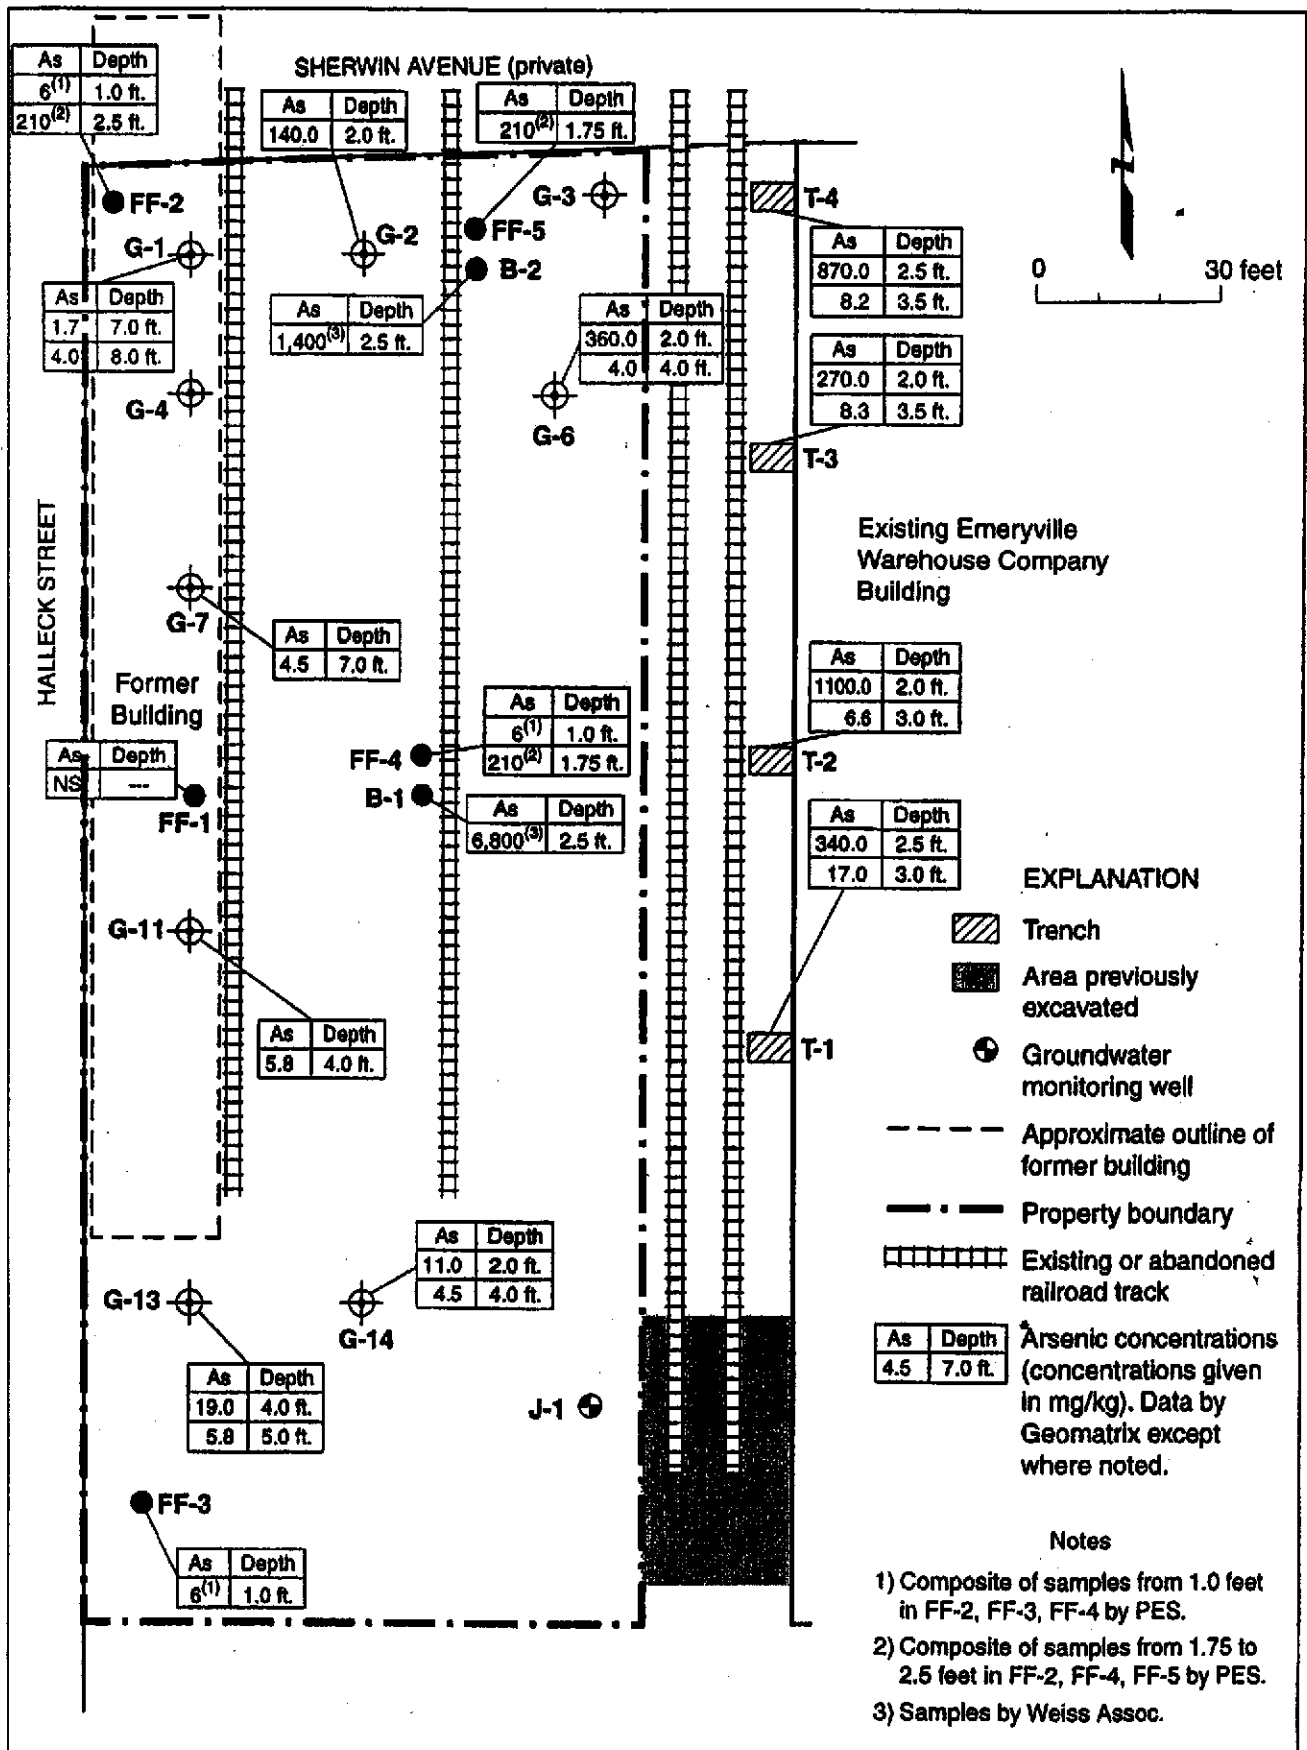 As Depth
6(1) 1.0 ft.
210(2) 2.5 ft.
SHERWIN AVENUE (private)
As Depth
140.0 2.0 ft.
As Depth
210(2) 1.75 ft.
FF-2
G-1
G-2
G-3
FF-5
B-2
T-4
As Depth
870.0 2.5 ft.
8.2 3.5 ft.
0 30 feet
As Depth
1.7 7.0 ft.
4.0 8.0 ft.
As Depth
1,400(3) 2.5 ft.
As Depth
360.0 2.0 ft.
4.0 4.0 ft.
As Depth
270.0 2.0 ft.
8.3 3.5 ft.
G-4
G-6
T-3
HALLECK STREET
Existing Emeryville
Warehouse Company
Building
G-7
As Depth
4.5 7.0 ft.
Former
Building
As Depth
1100.0 2.0 ft.
6.6 3.0 ft.
As Depth
6(1) 1.0 ft.
210(2) 1.75 ft.
As Depth
NS ---
FF-4
T-2
FF-1
B-1
As Depth
6,800(3) 2.5 ft.
As Depth
340.0 2.5 ft.
17.0 3.0 ft.
G-11
As Depth
5.8 4.0 ft.
T-1
As Depth
11.0 2.0 ft.
4.5 4.0 ft.
G-13
G-14
As Depth
19.0 4.0 ft.
5.8 5.0 ft.
J-1
FF-3
As Depth
6(1) 1.0 ft.
EXPLANATION
Trench
Area previously
excavated
Groundwater
monitoring well
Approximate outline of
former building
Property boundary
Existing or abandoned
railroad track
As Depth
4.5 7.0 ft.
Arsenic concentrations
(concentrations given
in mg/kg). Data by
Geomatrix except
where noted.
Notes
1) Composite of samples from 1.0 feet
in FF-2, FF-3, FF-4 by PES.
2) Composite of samples from 1.75 to
2.5 feet in FF-2, FF-4, FF-5 by PES.
3) Samples by Weiss Assoc.